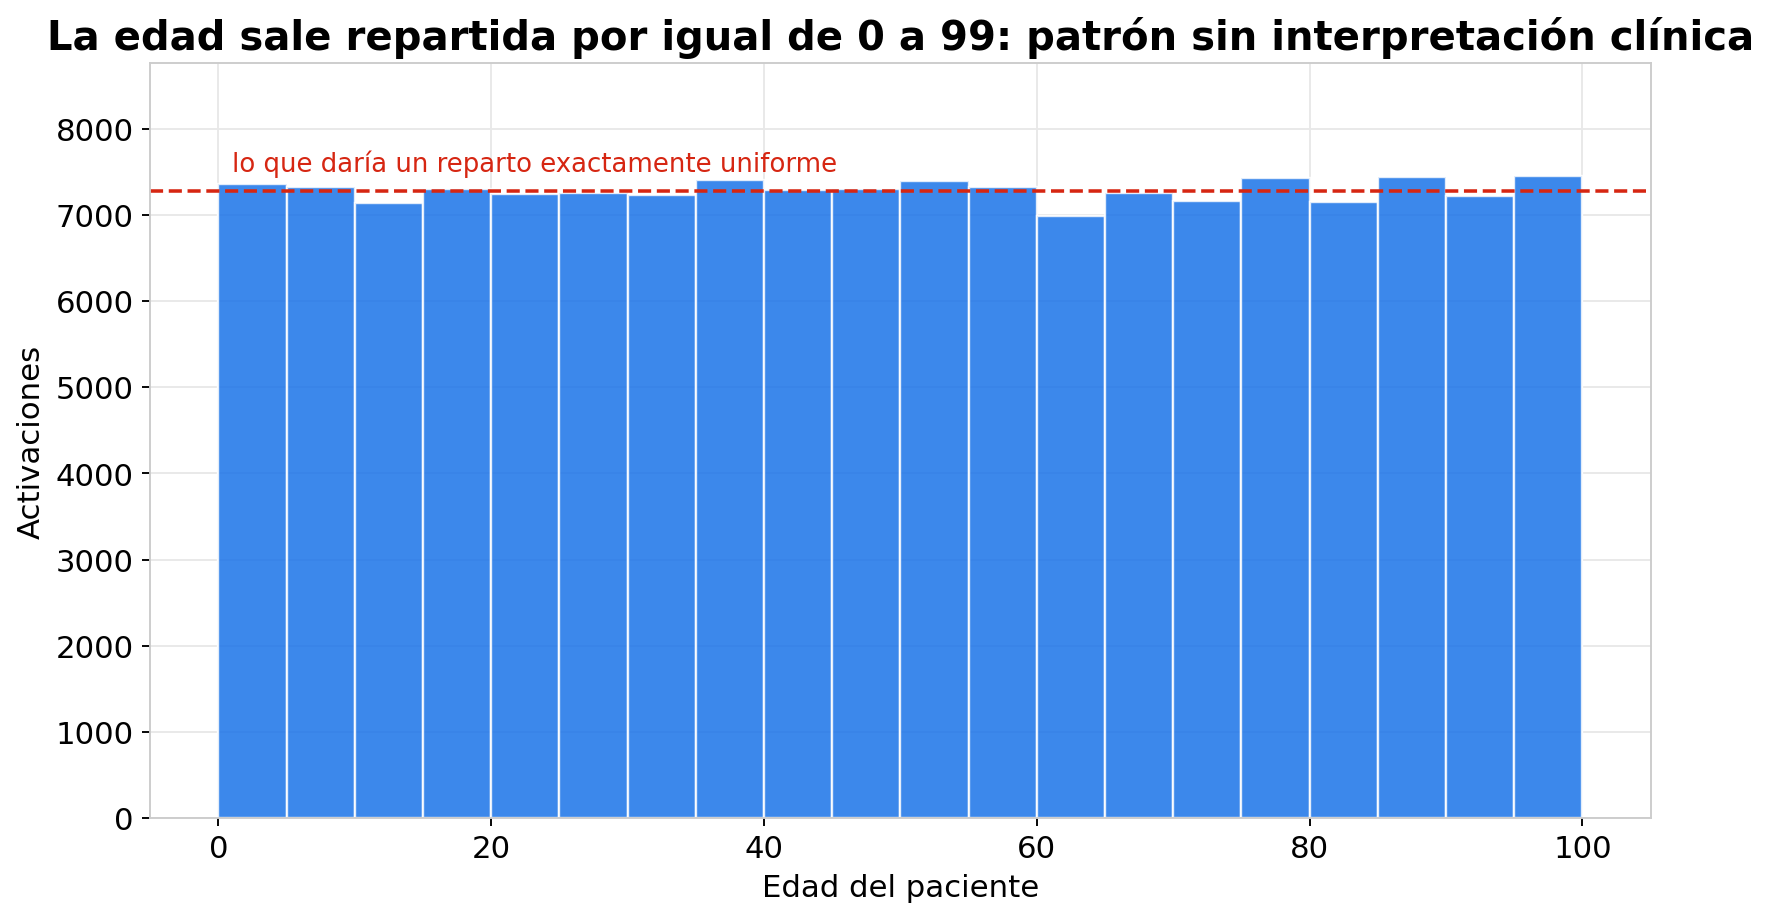 La edad sale repartida por igual de 0 a 99: patrón sin interpretación clínica
lo que daría un reparto exactamente uniforme
8000
7000
6000
5000
4000
3000
2000
1000
0
Activaciones
0 20 40 60 80 100
Edad del paciente